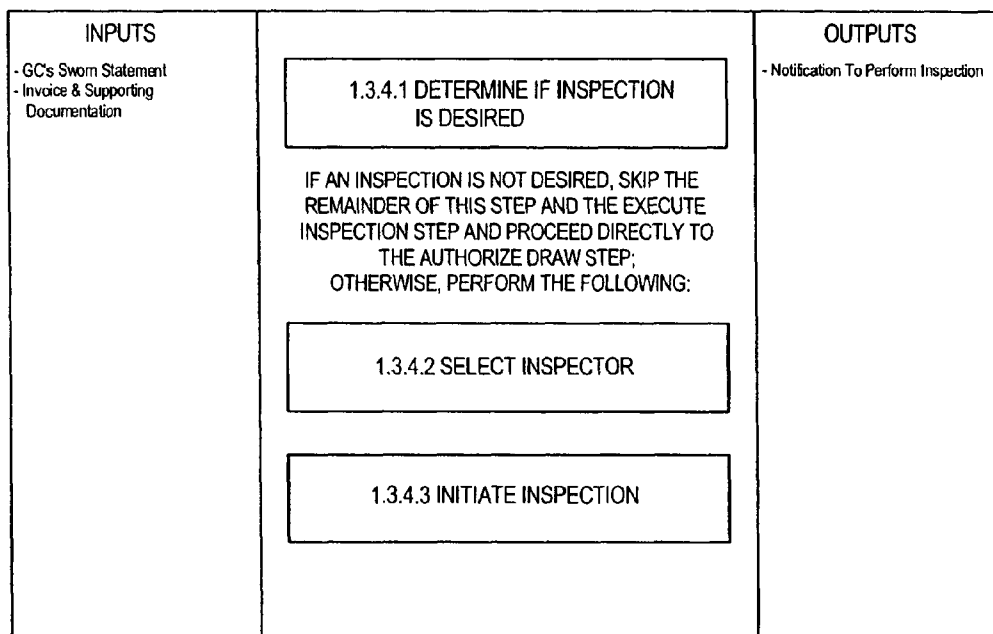 INPUTS
- GC's Sworn Statement
- Invoice & Supporting
Documentation
1.3.4.1 DETERMINE IF INSPECTION
IS DESIRED
IF AN INSPECTION IS NOT DESIRED, SKIP THE
REMAINDER OF THIS STEP AND THE EXECUTE
INSPECTION STEP AND PROCEED DIRECTLY TO
THE AUTHORIZE DRAW STEP;
OTHERWISE, PERFORM THE FOLLOWING:
1.3.4.2 SELECT INSPECTOR
1.3.4.3 INITIATE INSPECTION
OUTPUTS
- Notification To Perform Inspection